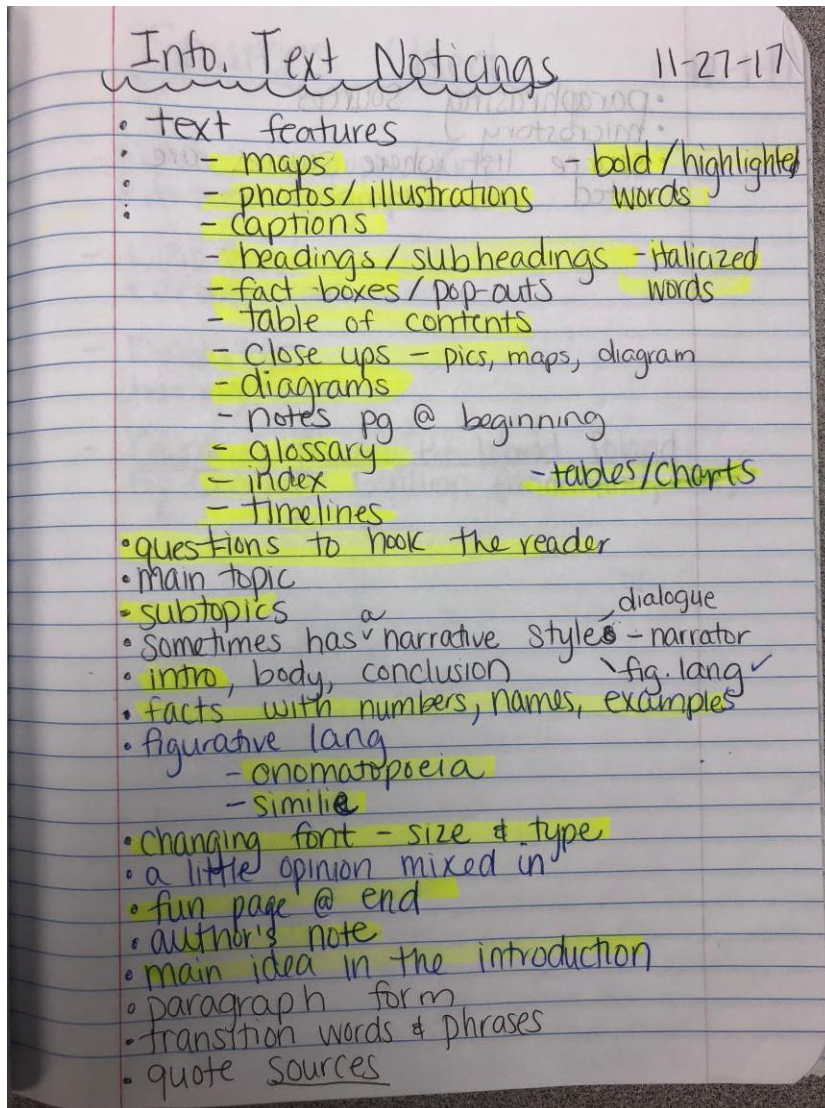 Info. Text Noticings 11-27-17
• text features
- maps - bold/highlighted
- photos/illustrations words
- captions
- headings/subheadings - italiazed
- fact boxes/pop-outs words
- table of contents
- close ups - pics, maps, diagram
- diagrams
- notes pg @ beginning
- glossary
- index - tables/charts
- timelines
• questions to hook the reader
• main topic
• subtopics dialogue
• sometimes has a narrative style - narrator
• intro, body, conclusion fig. lang ✓
• facts with numbers, names, examples
• figurative lang
- onomatopoeia
- similie
• changing font - size & type
• a little opinion mixed in
• fun page @ end
• author's note
• main idea in the introduction
• paragraph form
• transition words & phrases
• quote sources